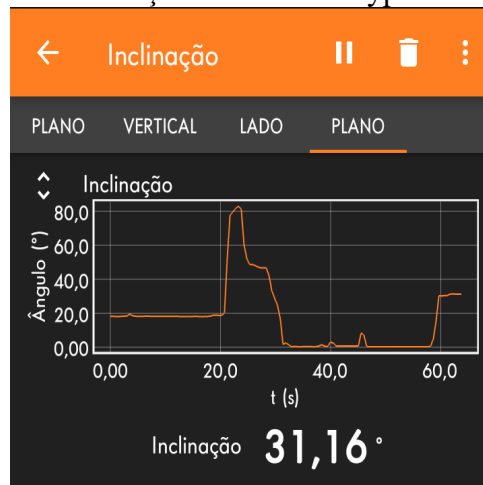 Inclinação
PLANO VERTICAL LADO PLANO
Inclinação
80,0
60,0
40,0
20,0
0,00
Ângulo (°)
0,00 20,0 40,0 60,0
t (s)
Inclinação 31,16 °